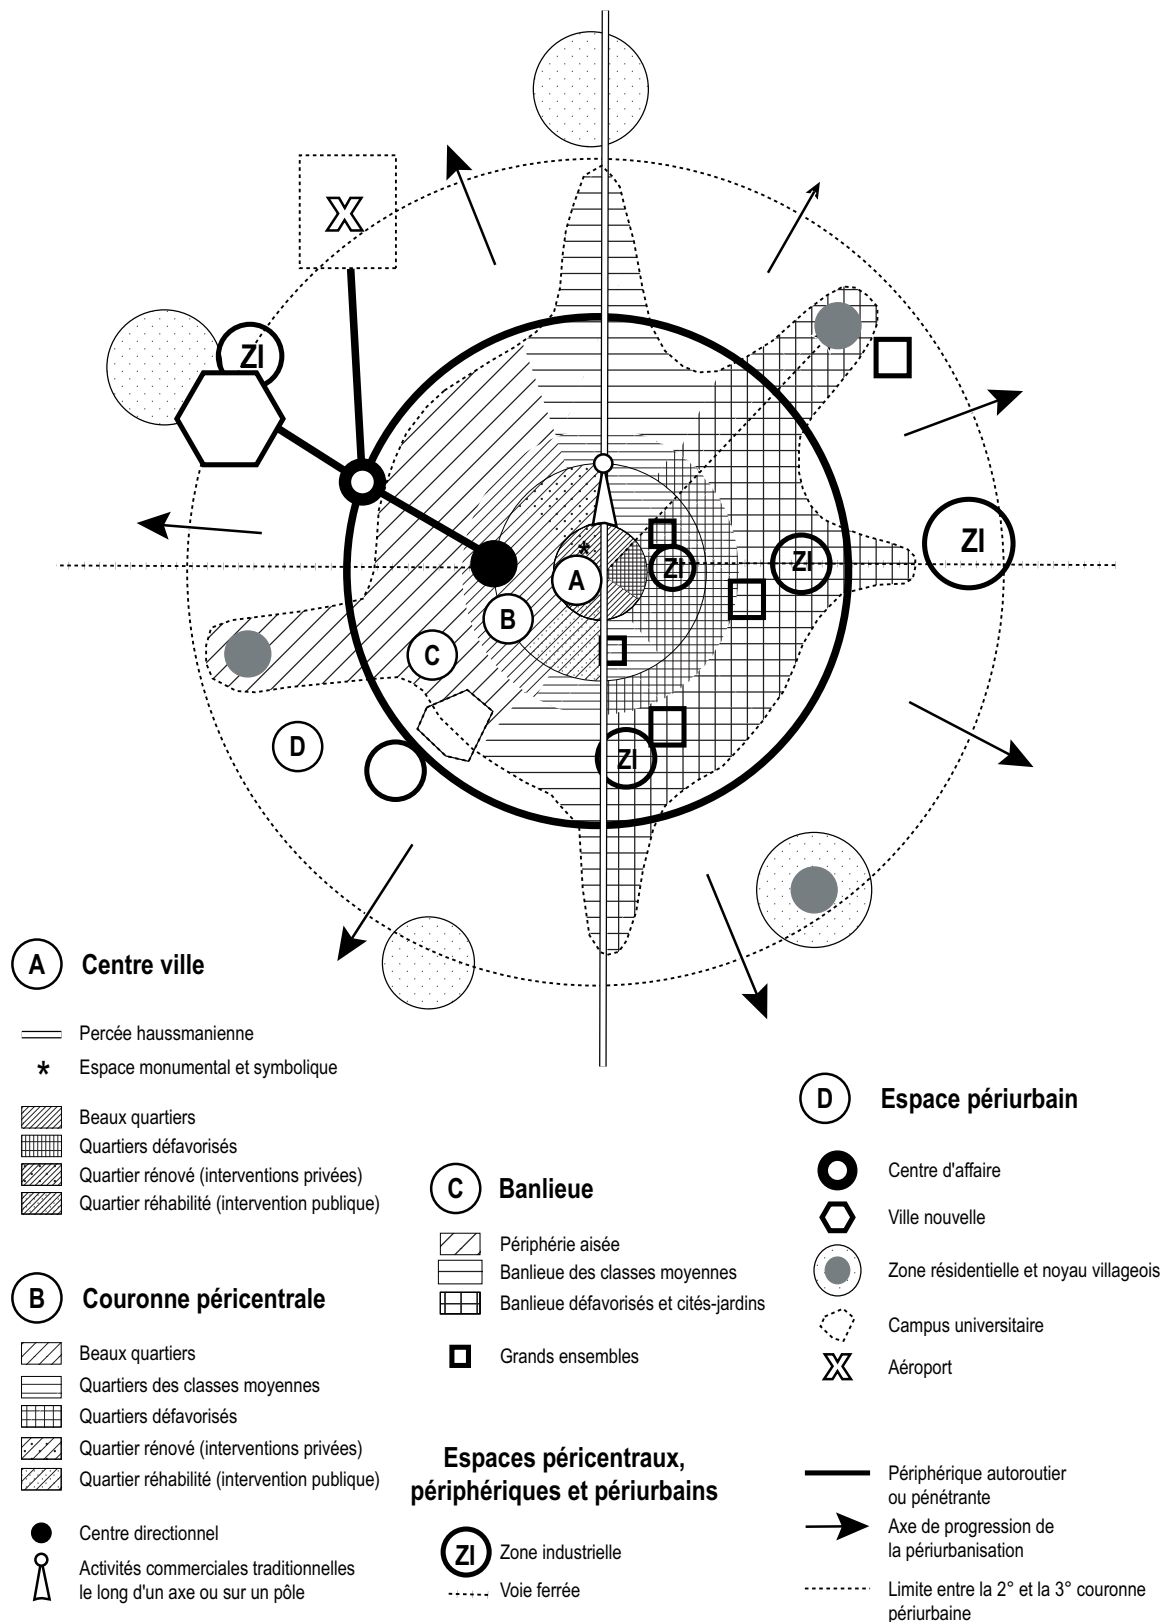 X
ZI
A
B
C
D
ZI
ZI
ZI
ZI
*
A Centre ville
Percée haussmanienne
* Espace monumental et symbolique
Beaux quartiers
Quartiers défavorisés
Quartier rénové (interventions privées)
Quartier réhabilité (intervention publique)
B Couronne péricentrale
Beaux quartiers
Quartiers des classes moyennes
Quartiers défavorisés
Quartier rénové (interventions privées)
Quartier réhabilité (intervention publique)
Centre directionnel
Activités commerciales traditionnelles
le long d'un axe ou sur un pôle
C Banlieue
Périphérie aisée
Banlieue des classes moyennes
Banlieue défavorisés et cités-jardins
Grands ensembles
Espaces péricentraux,
périphériques et périurbains
ZI Zone industrielle
Voie ferrée
D Espace périurbain
Centre d'affaire
Ville nouvelle
Zone résidentielle et noyau villageois
Campus universitaire
X Aéroport
Périphérique autoroutier
ou pénétrante
Axe de progression de
la périurbanisation
Limite entre la 2° et la 3° couronne
périurbaine